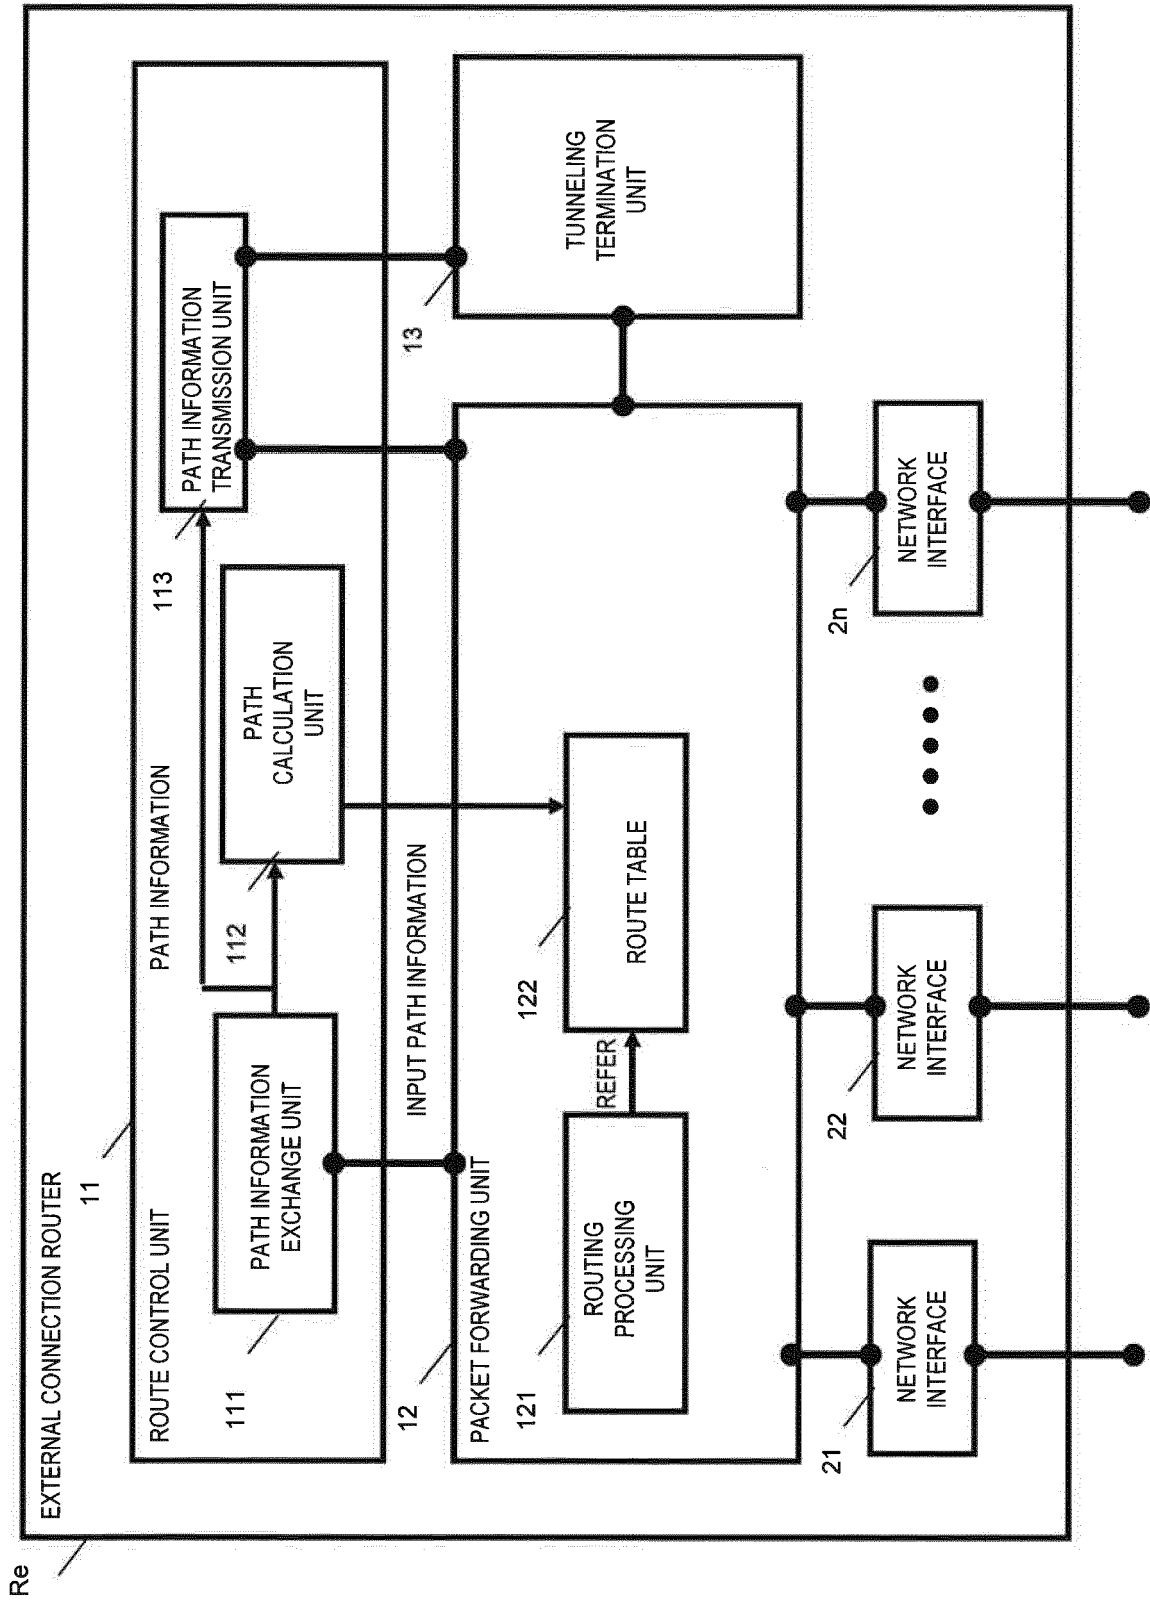 Re
EXTERNAL CONNECTION ROUTER
11
ROUTE CONTROL UNIT
PATH INFORMATION
111
PATH INFORMATION
EXCHANGE UNIT
112
PATH
CALCULATION
UNIT
113
PATH INFORMATION
TRANSMISSION UNIT
INPUT PATH INFORMATION
12
PACKET FORWARDING UNIT
121
ROUTING
PROCESSING
UNIT
REFER
122
ROUTE TABLE
13
TUNNELING
TERMINATION
UNIT
21
NETWORK
INTERFACE
22
NETWORK
INTERFACE
2n
NETWORK
INTERFACE